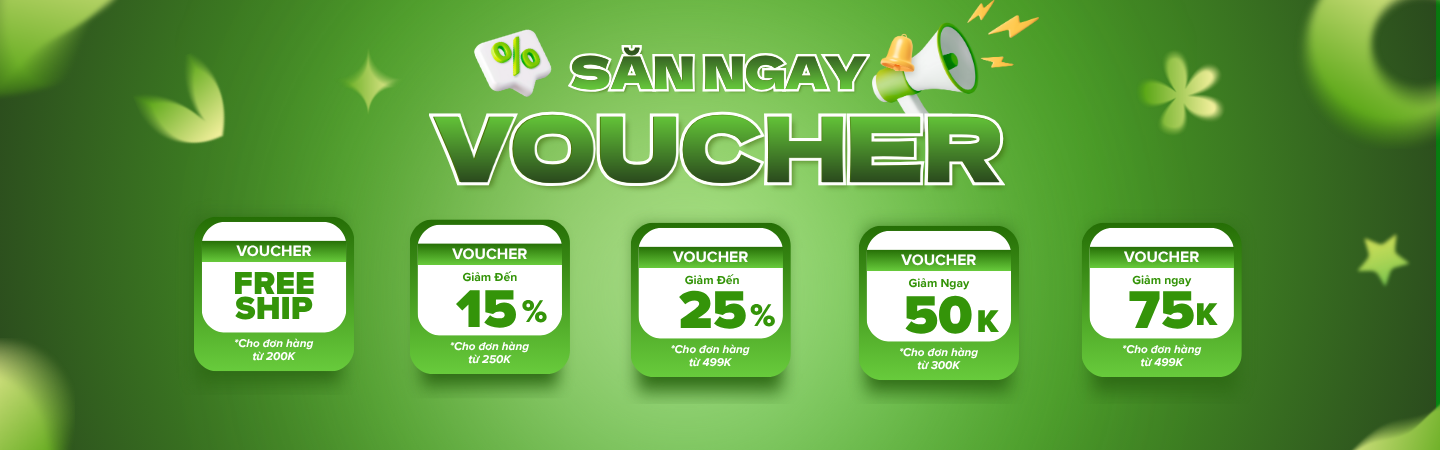 %
SĂN NGAY
VOUCHER
VOUCHER
FREE
SHIP
*Cho đơn hàng
từ 200K
VOUCHER
Giảm Đến
15%
*Cho đơn hàng
từ 250K
VOUCHER
Giảm Đến
25%
*Cho đơn hàng
từ 499K
VOUCHER
Giảm Ngay
50K
*Cho đơn hàng
từ 300K
VOUCHER
Giảm ngay
75K
*Cho đơn hàng
từ 499K